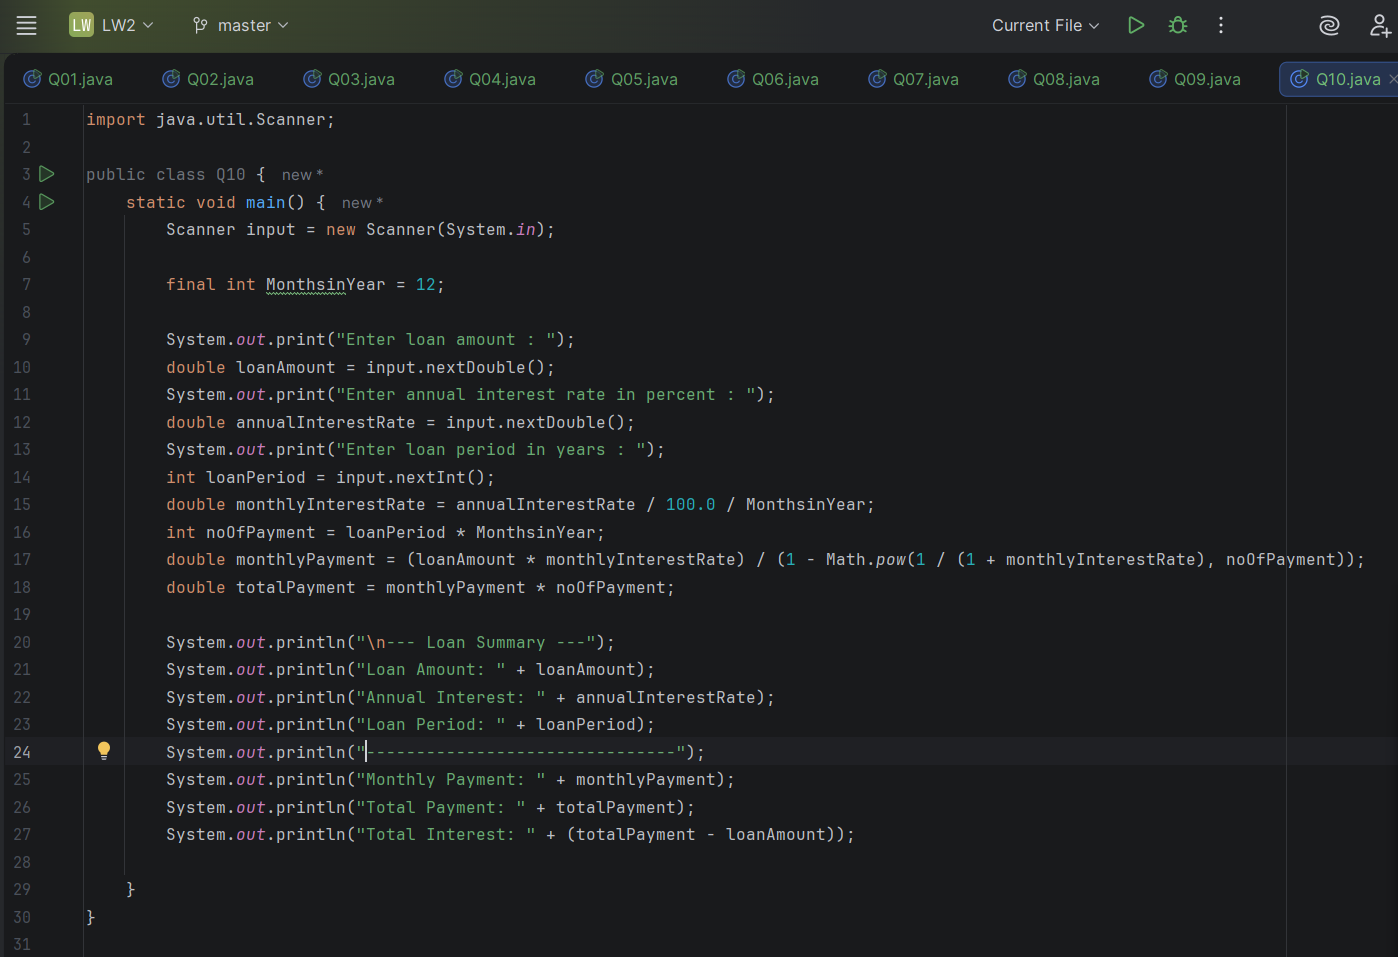 LW LW2 master Current File
Q01.java Q02.java Q03.java Q04.java Q05.java Q06.java Q07.java Q08.java Q09.java Q10.java
1 import java.util.Scanner;
2
3 public class Q10 { new *
4 static void main() { new *
5 Scanner input = new Scanner(System.in);
6
7 final int MonthsinYear = 12;
8
9 System.out.print("Enter loan amount : ");
10 double loanAmount = input.nextDouble();
11 System.out.print("Enter annual interest rate in percent : ");
12 double annualInterestRate = input.nextDouble();
13 System.out.print("Enter loan period in years : ");
14 int loanPeriod = input.nextInt();
15 double monthlyInterestRate = annualInterestRate / 100.0 / MonthsinYear;
16 int noOfPayment = loanPeriod * MonthsinYear;
17 double monthlyPayment = (loanAmount * monthlyInterestRate) / (1 - Math.pow(1 / (1 + monthlyInterestRate), noOfPayment));
18 double totalPayment = monthlyPayment * noOfPayment;
19
20 System.out.println("\n--- Loan Summary ---");
21 System.out.println("Loan Amount: " + loanAmount);
22 System.out.println("Annual Interest: " + annualInterestRate);
23 System.out.println("Loan Period: " + loanPeriod);
24 System.out.println("-------------------------------");
25 System.out.println("Monthly Payment: " + monthlyPayment);
26 System.out.println("Total Payment: " + totalPayment);
27 System.out.println("Total Interest: " + (totalPayment - loanAmount));
28
29 }
30 }
31